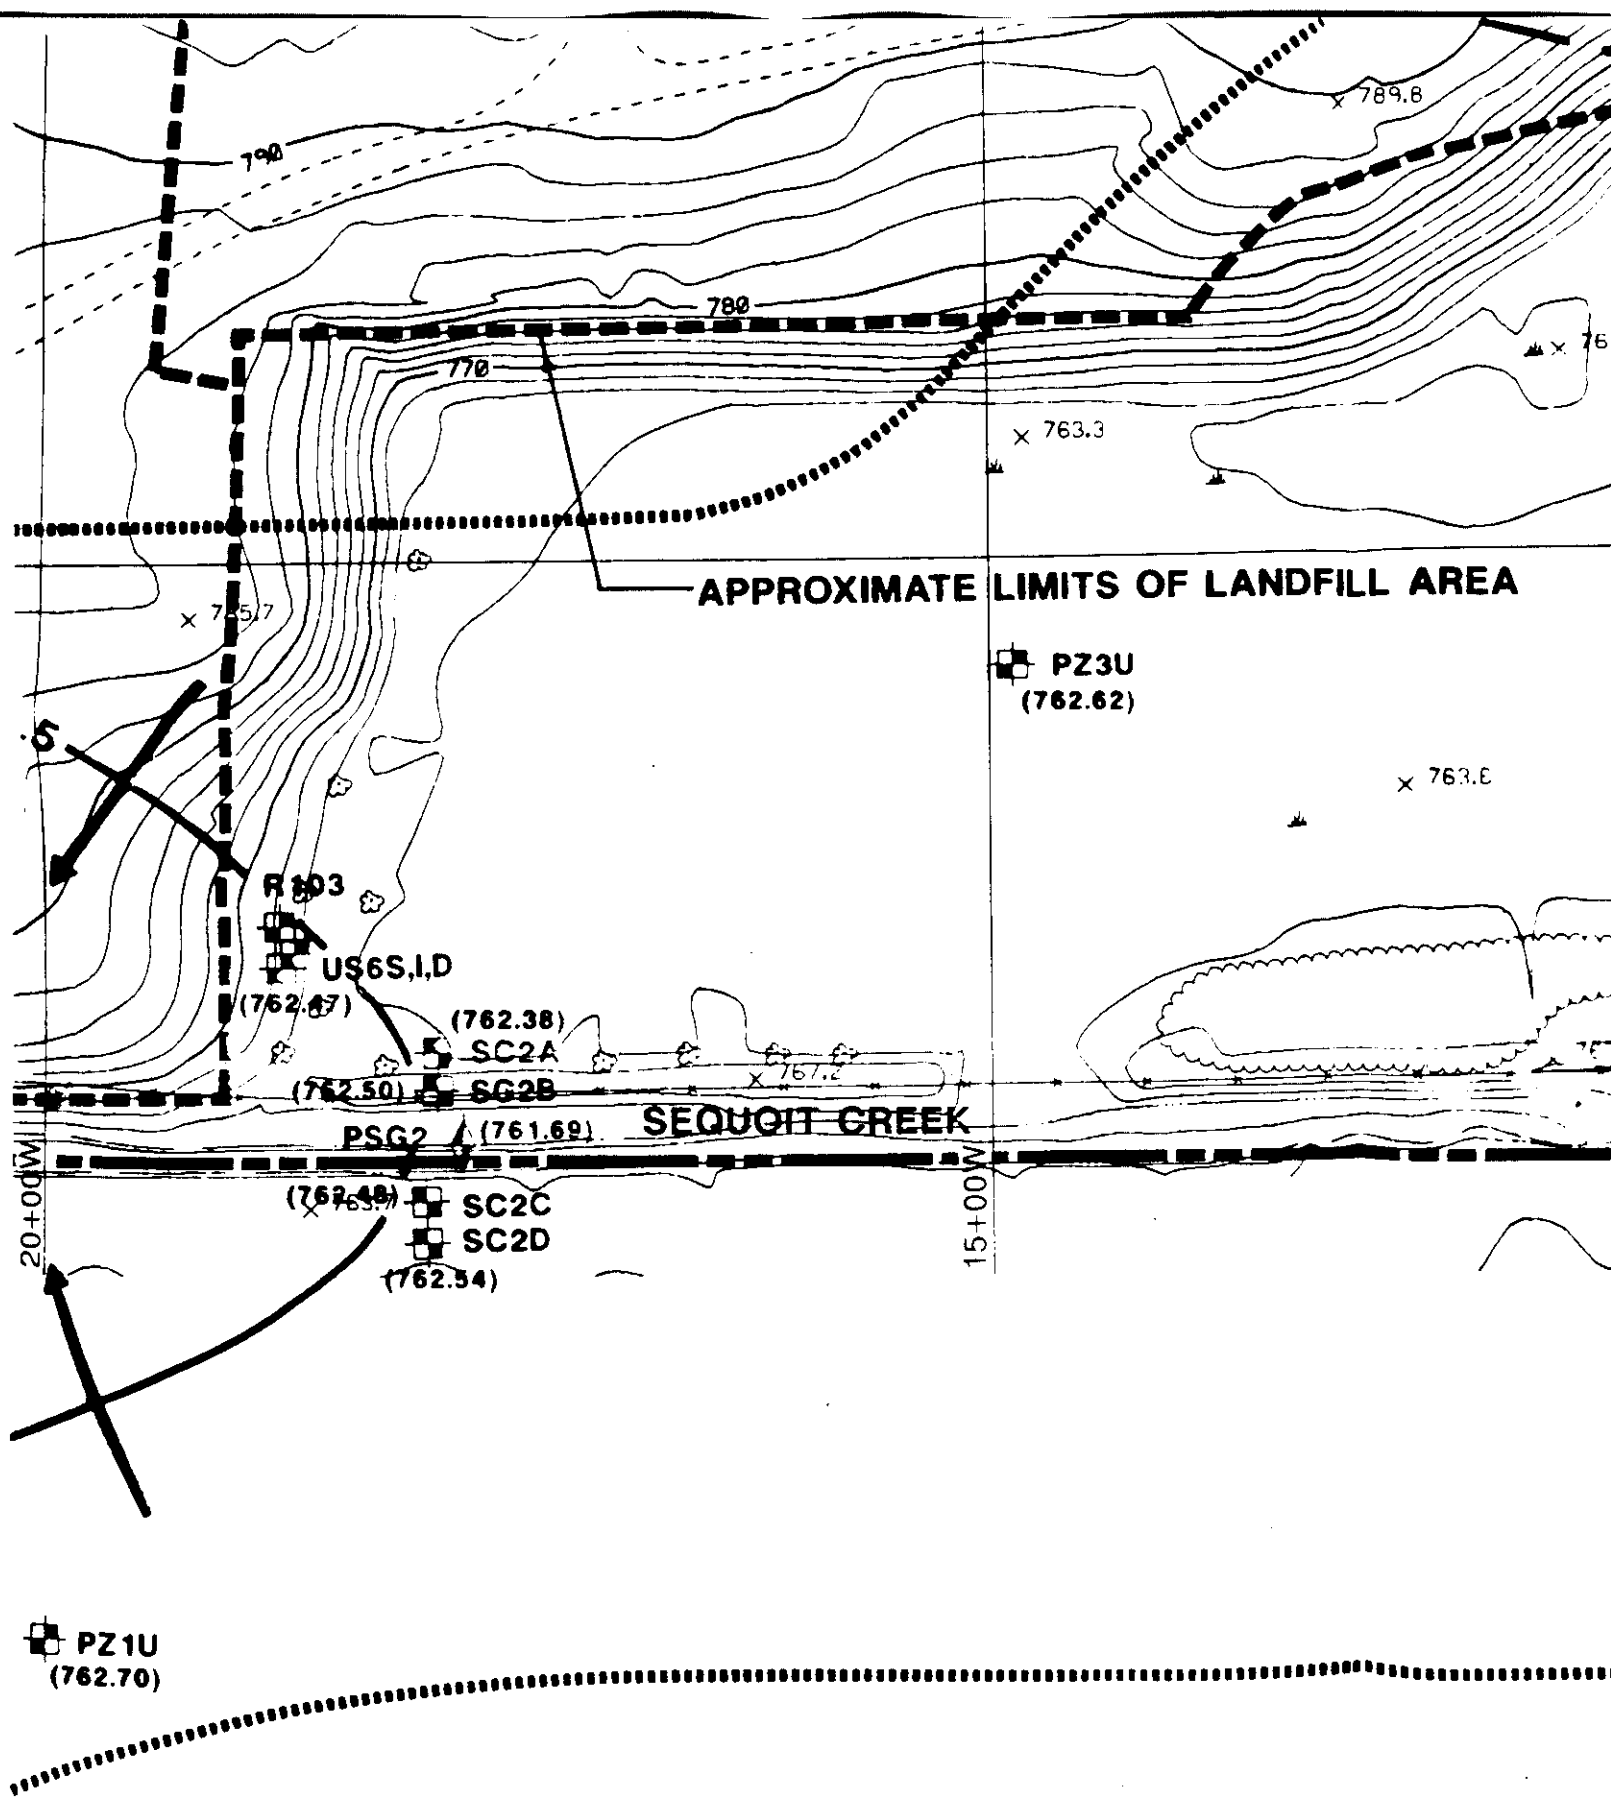 789.8
790
780
770
763.3
APPROXIMATE LIMITS OF LANDFILL AREA
PZ3U
(762.62)
.5
R103
US6S,I,D
(762.47)
(762.38)
SC2A
(762.50)
SG2B
767.2
SEQUOIT CREEK
PSG2
(761.69)
(762.48)
SC2C
SC2D
(762.54)
20+00W
15+00W
PZ1U
(762.70)